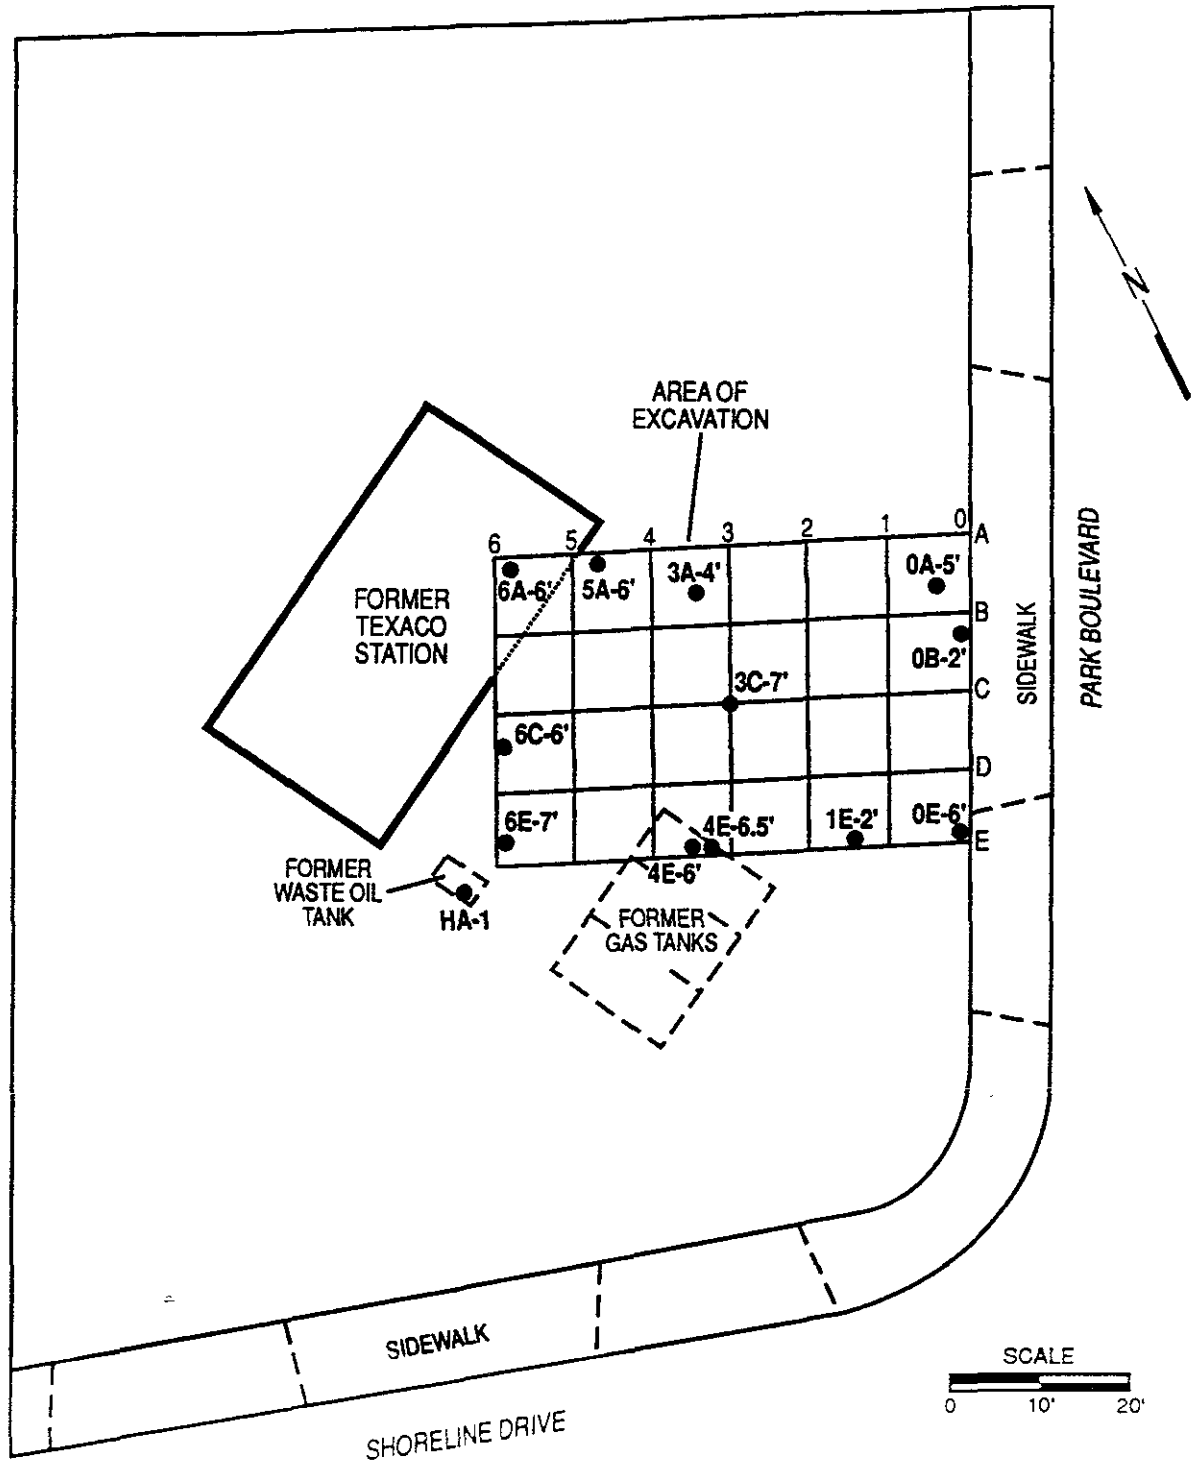 N
AREA OF
EXCAVATION
6
5
4
3
2
1
0
A
6A-6'
5A-6'
3A-4'
0A-5'
B
FORMER
TEXACO
STATION
0B-2'
C
3C-7'
SIDEWALK
PARK BOULEVARD
6C-6'
D
6E-7'
4E-6.5'
1E-2'
0E-6'
E
4E-6'
FORMER
WASTE OIL
TANK
HA-1
FORMER
GAS TANKS
SIDEWALK
SHORELINE DRIVE
SCALE
0 10' 20'